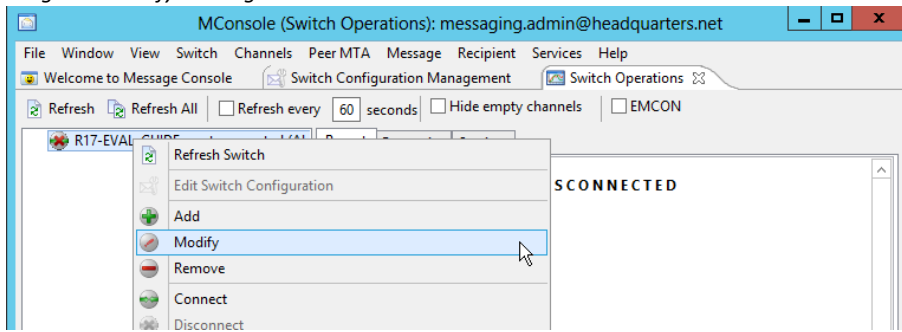 MConsole (Switch Operations): messaging.admin@headquarters.net
File Window View Switch Channels Peer MTA Message Recipient Services Help
Welcome to Message Console Switch Configuration Management Switch Operations
Refresh Refresh All Refresh every 60 seconds Hide empty channels EMCON
R17-EVAL
Refresh Switch
Edit Switch Configuration
SCONNECTED
Add
Modify
Remove
Connect
Disconnect